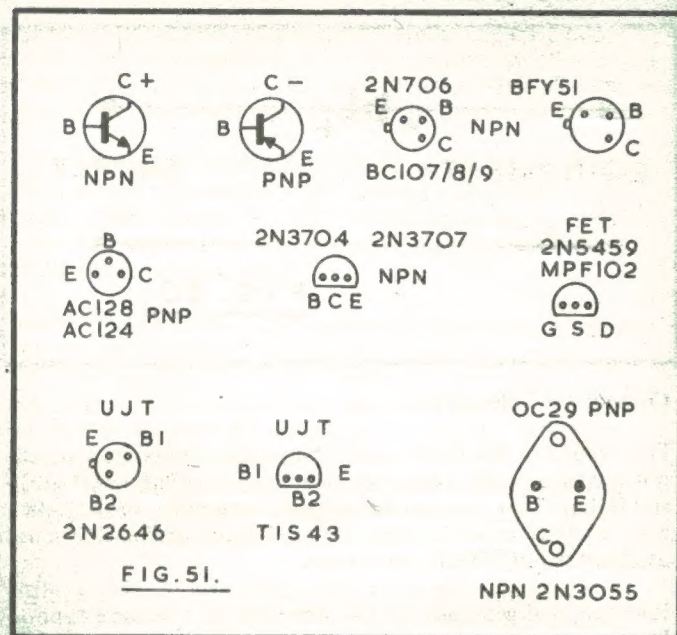 C +
B
E
NPN
C -
B
E
PNP
2N706
E
B
C
NPN
BC107/8/9
BFY51
E
B
C
B
E
C
AC128
AC124
PNP
2N3704 2N3707
NPN
B C E
FET
2N5459
MPF102
G S D
UJT
E
B1
B2
2N2646
UJT
B1
E
B2
TIS43
OC29 PNP
B
E
C
NPN 2N3055
FIG.51.